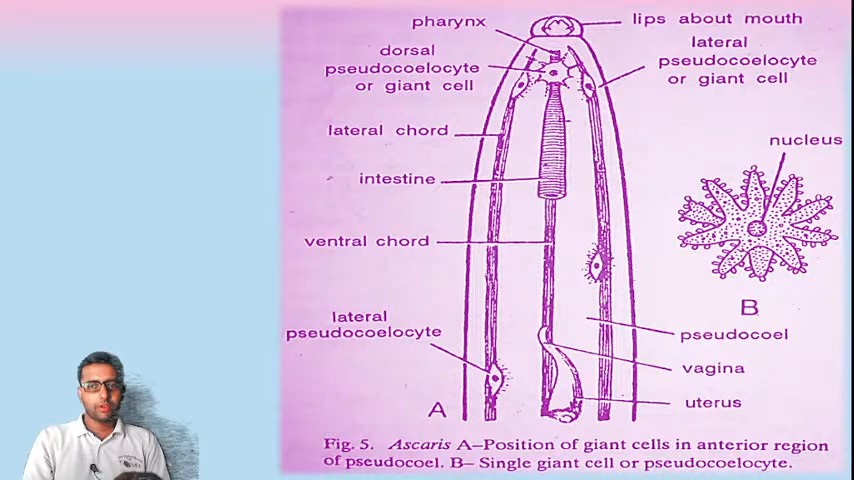 pharynx
lips about mouth
dorsal
pseudocoelocyte
or giant cell
lateral
pseudocoelocyte
or giant cell
lateral chord
nucleus
intestine
ventral chord
lateral
pseudocoelocyte
B
pseudocoel
vagina
uterus
A
Fig. 5. Ascaris A–Position of giant cells in anterior region
of pseudocoel. B– Single giant cell or pseudocoelocyte.